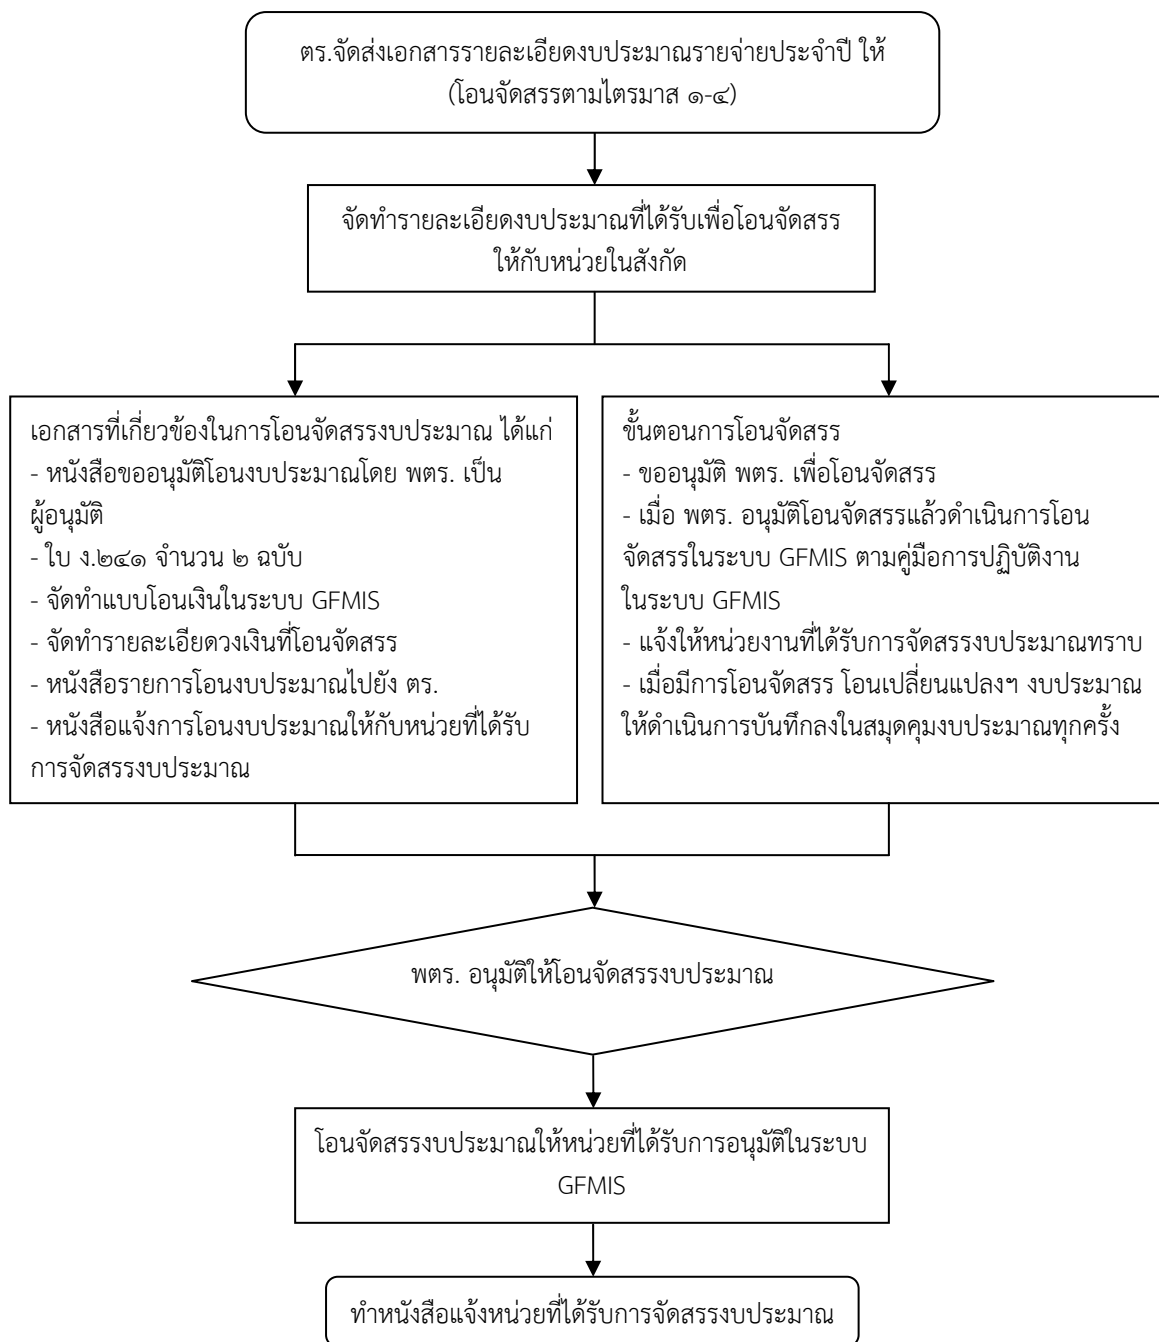 ตร.จัดส่งเอกสารรายละเอียดงบประมาณรายจ่ายประจำปี ให้
(โอนจัดสรรตามไตรมาส ๑-๔)
จัดทำรายละเอียดงบประมาณที่ได้รับเพื่อโอนจัดสรร
ให้กับหน่วยในสังกัด
เอกสารที่เกี่ยวข้องในการโอนจัดสรรงบประมาณ ได้แก่
- หนังสือขออนุมัติโอนงบประมาณโดย พตร. เป็น
ผู้อนุมัติ
- ใบ ง.๒๔๑ จำนวน ๒ ฉบับ
- จัดทำแบบโอนเงินในระบบ GFMIS
- จัดทำรายละเอียดวงเงินที่โอนจัดสรร
- หนังสือรายการโอนงบประมาณไปยัง ตร.
- หนังสือแจ้งการโอนงบประมาณให้กับหน่วยที่ได้รับ
การจัดสรรงบประมาณ
ขั้นตอนการโอนจัดสรร
- ขออนุมัติ พตร. เพื่อโอนจัดสรร
- เมื่อ พตร. อนุมัติโอนจัดสรรแล้วดำเนินการโอน
จัดสรรในระบบ GFMIS ตามคู่มือการปฏิบัติงาน
ในระบบ GFMIS
- แจ้งให้หน่วยงานที่ได้รับการจัดสรรงบประมาณทราบ
- เมื่อมีการโอนจัดสรร โอนเปลี่ยนแปลงฯ งบประมาณ
ให้ดำเนินการบันทึกลงในสมุดคุมงบประมาณทุกครั้ง
พตร. อนุมัติให้โอนจัดสรรงบประมาณ
โอนจัดสรรงบประมาณให้หน่วยที่ได้รับการอนุมัติในระบบ
GFMIS
ทำหนังสือแจ้งหน่วยที่ได้รับการจัดสรรงบประมาณ